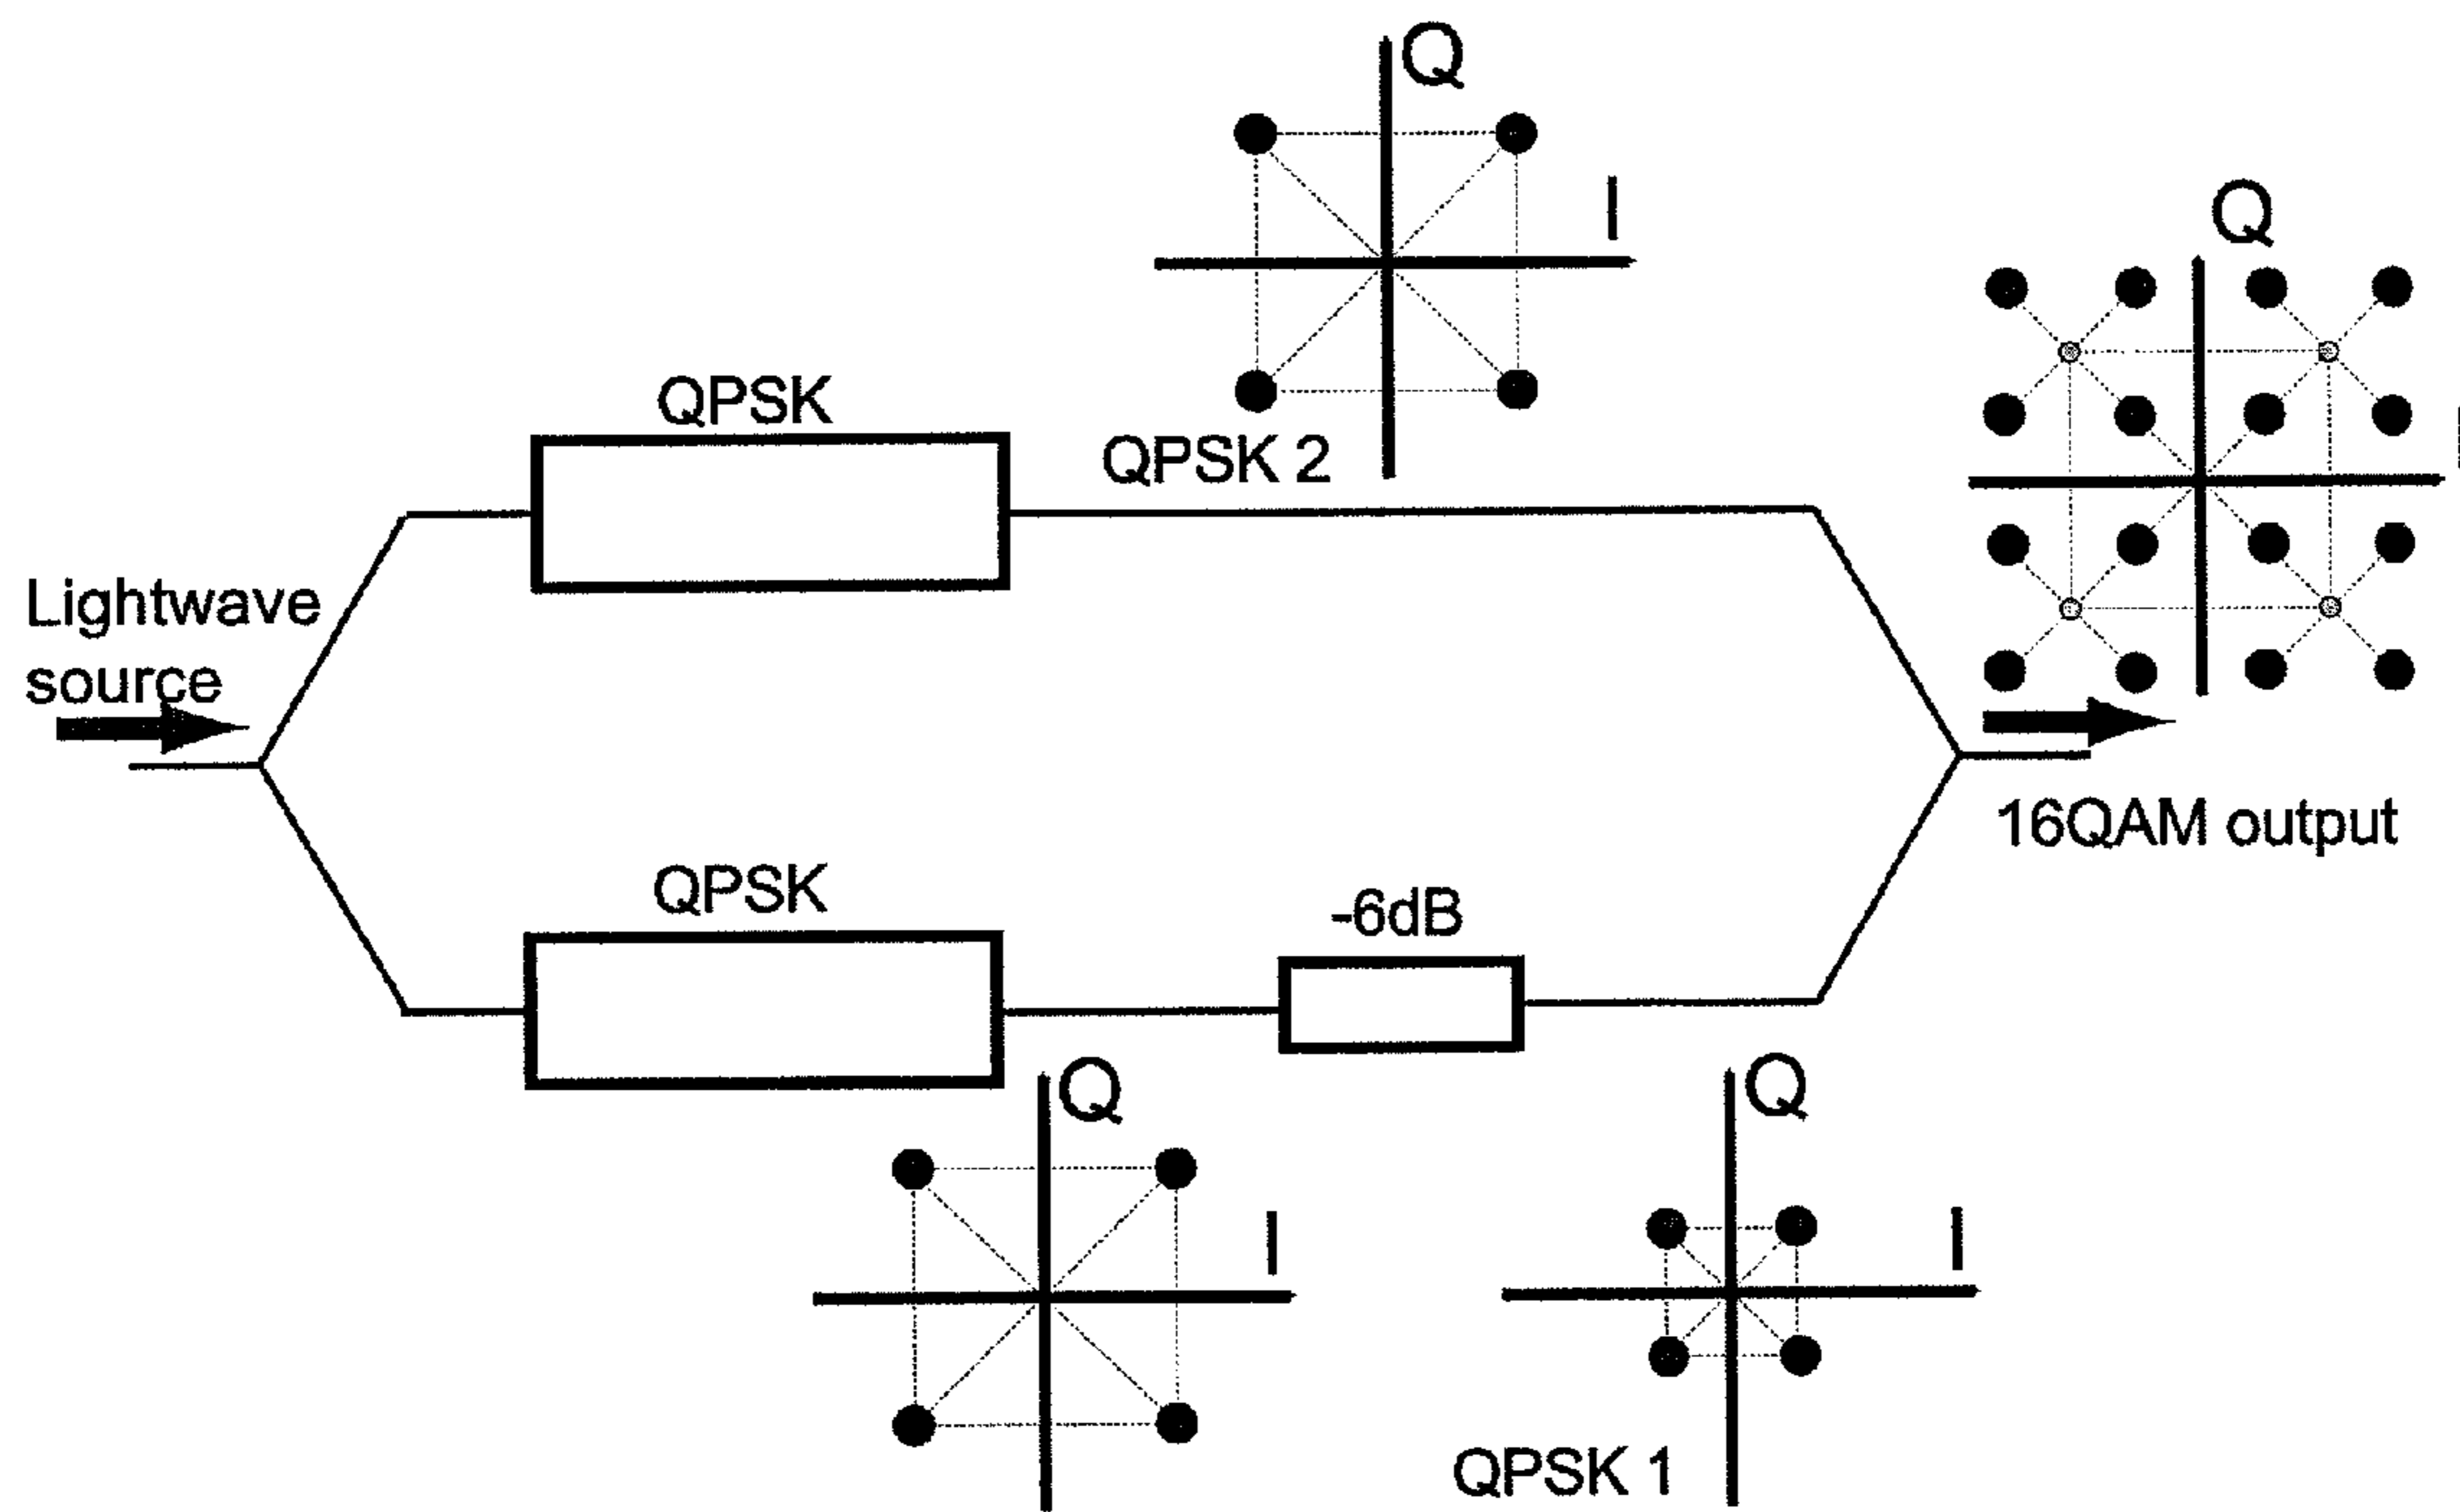 Q
I
Q
I
QPSK
QPSK 2
Lightwave
source
16QAM output
QPSK
-6dB
Q
I
Q
I
QPSK 1